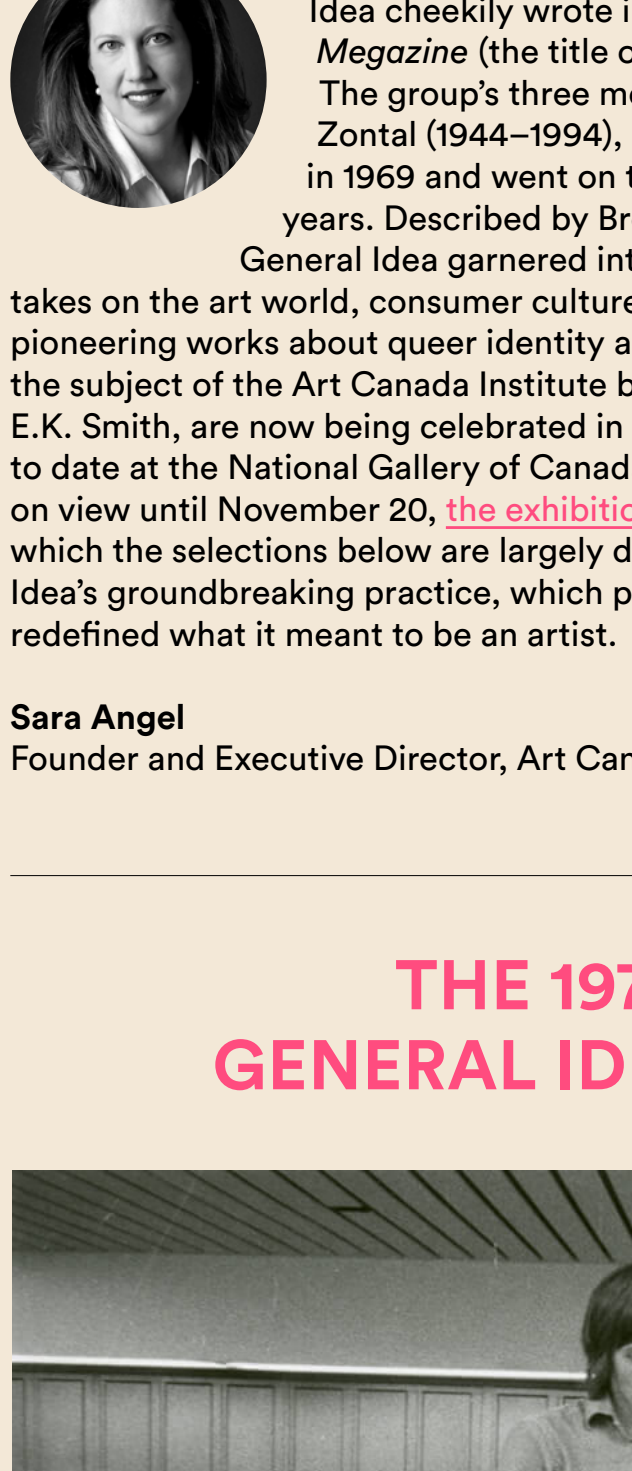 Idea cheekily wrote i
Megazine (the title o
The group’s three me
Zontal (1944–1994),
in 1969 and went on t
years. Described by Br
General Idea garnered int
takes on the art world, consumer culture
pioneering works about queer identity a
the subject of the Art Canada Institute b
E.K. Smith, are now being celebrated in
to date at the National Gallery of Canad
on view until November 20, the exhibitio
which the selections below are largely d
Idea’s groundbreaking practice, which p
redefined what it meant to be an artist.
Sara Angel
Founder and Executive Director, Art Can
THE 197
GENERAL ID